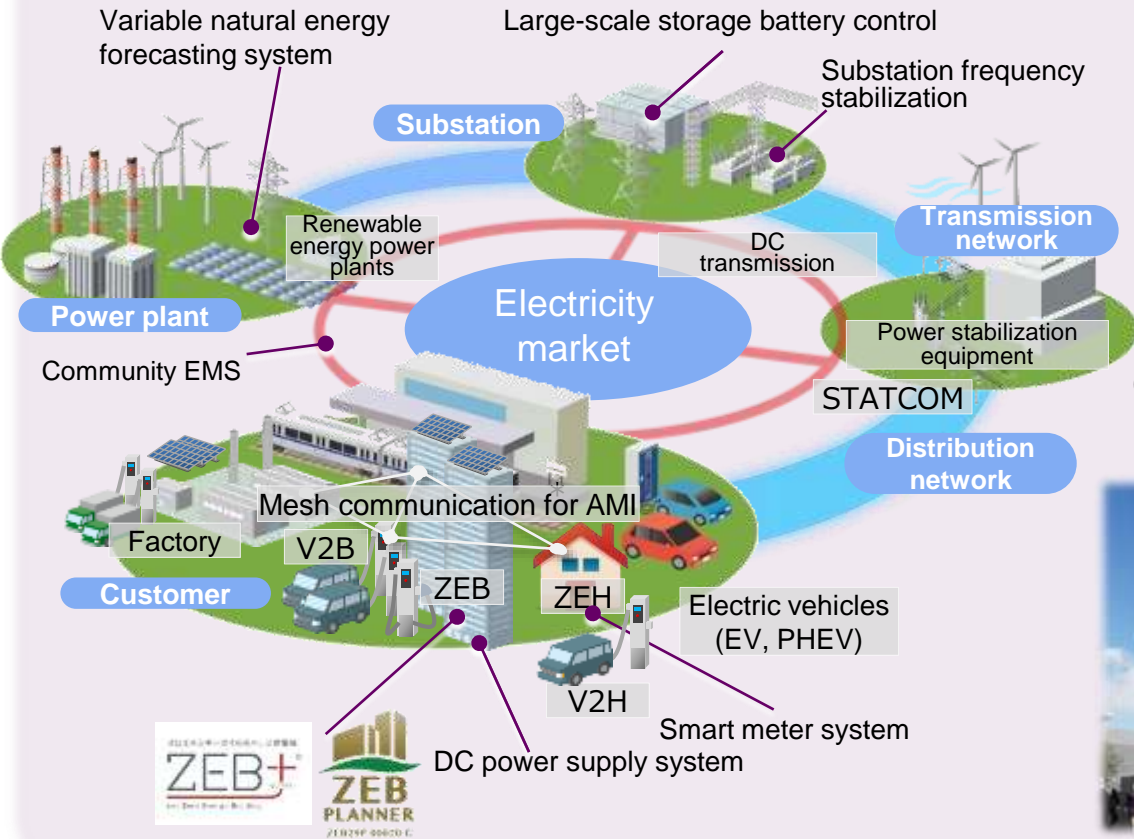 Variable natural energy
forecasting system
Large-scale storage battery control
Substation frequency
stabilization
Substation
Transmission
network
Renewable
energy power
plants
DC
transmission
Electricity
market
Power plant
Power stabilization
equipment
Community EMS
STATCOM
Distribution
network
Mesh communication for AMI
Factory
V2B
Customer
ZEB
ZEH
Electric vehicles
(EV, PHEV)
V2H
Smart meter system
DC power supply system
ZEB+
ZEB
PLANNER